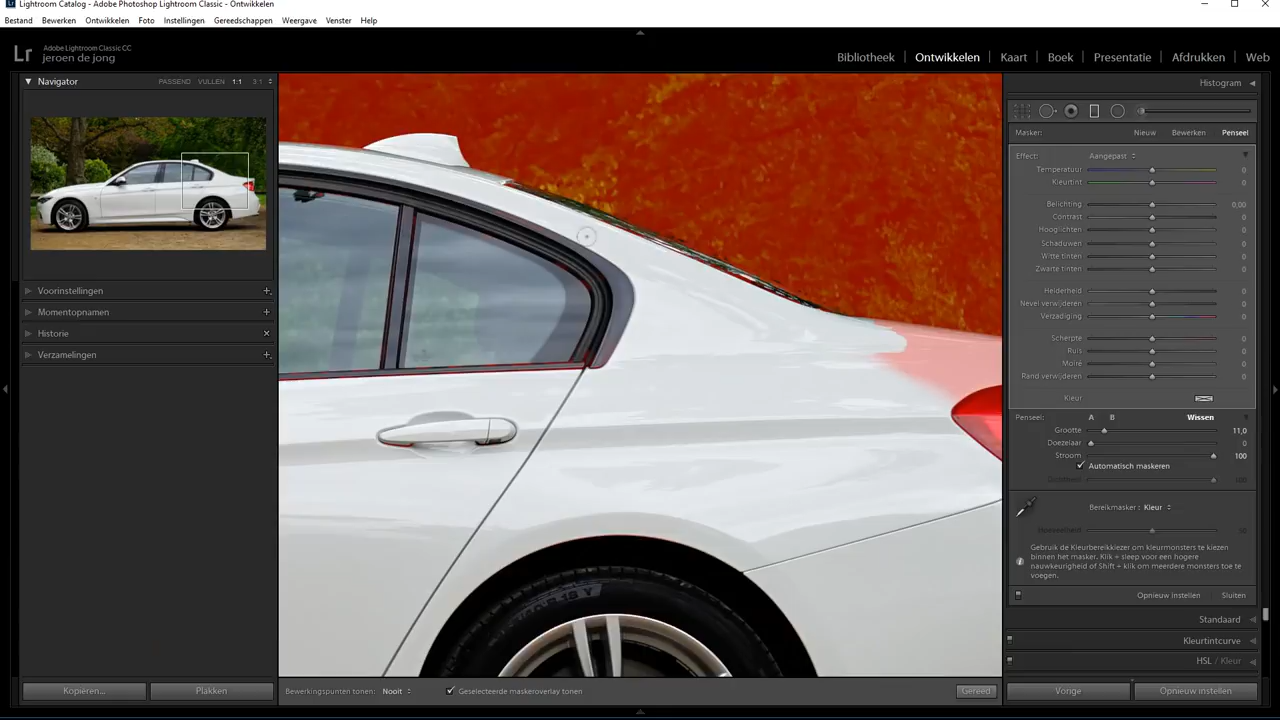 Lightroom Catalog - Adobe Photoshop Lightroom Classic - Ontwikkelen
Bestand Bewerken Ontwikkelen Foto Instellingen Gereedschappen Weergave Venster Help
Lr Adobe Lightroom Classic CC
jeroen de jong
Bibliotheek | Ontwikkelen | Kaart | Boek | Presentatie | Afdrukken | Web
Navigator PASSEND VULLEN 1:1 3:1
Voorinstellingen
Momentopnamen
Historie
Verzamelingen
Kopiëren... Plakken
Bewerkingspunten tonen: Nooit Geselecteerde maskeroverlay tonen Gereed
Histogram
Masker: Nieuw Bewerken Penseel
Effect: Aangepast
Temperatuur 0
Kleurtint 0
Belichting 0,00
Contrast 0
Hooglichten 0
Schaduwen 0
Witte tinten 0
Zwarte tinten 0
Helderheid 0
Nevel verwijderen 0
Verzadiging 0
Scherpte 0
Ruis 0
Moiré 0
Rand verwijderen 0
Kleur
Penseel: A B Wissen
Grootte 11,0
Doezelaar 0
Stroom 100
Automatisch maskeren
Bereikmasker: Kleur
Gebruik de Kleurbereikkiezer om kleurmonsters te kiezen
binnen het masker. Klik + sleep voor een hogere
nauwkeurigheid of Shift + klik om meerdere monsters toe te
voegen.
Opnieuw instellen Sluiten
Standaard
Kleurtintcurve
HSL / Kleur
Vorige Opnieuw instellen